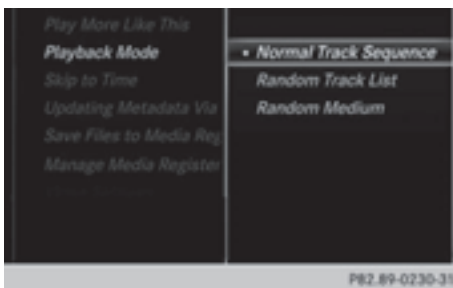 Play More Like This
Playback Mode
Skip to Time
Updating Metadata Via
Save Files to Media Reg
Manage Media Register
• Normal Track Sequence
Random Track List
Random Medium
P82.89-0230-31